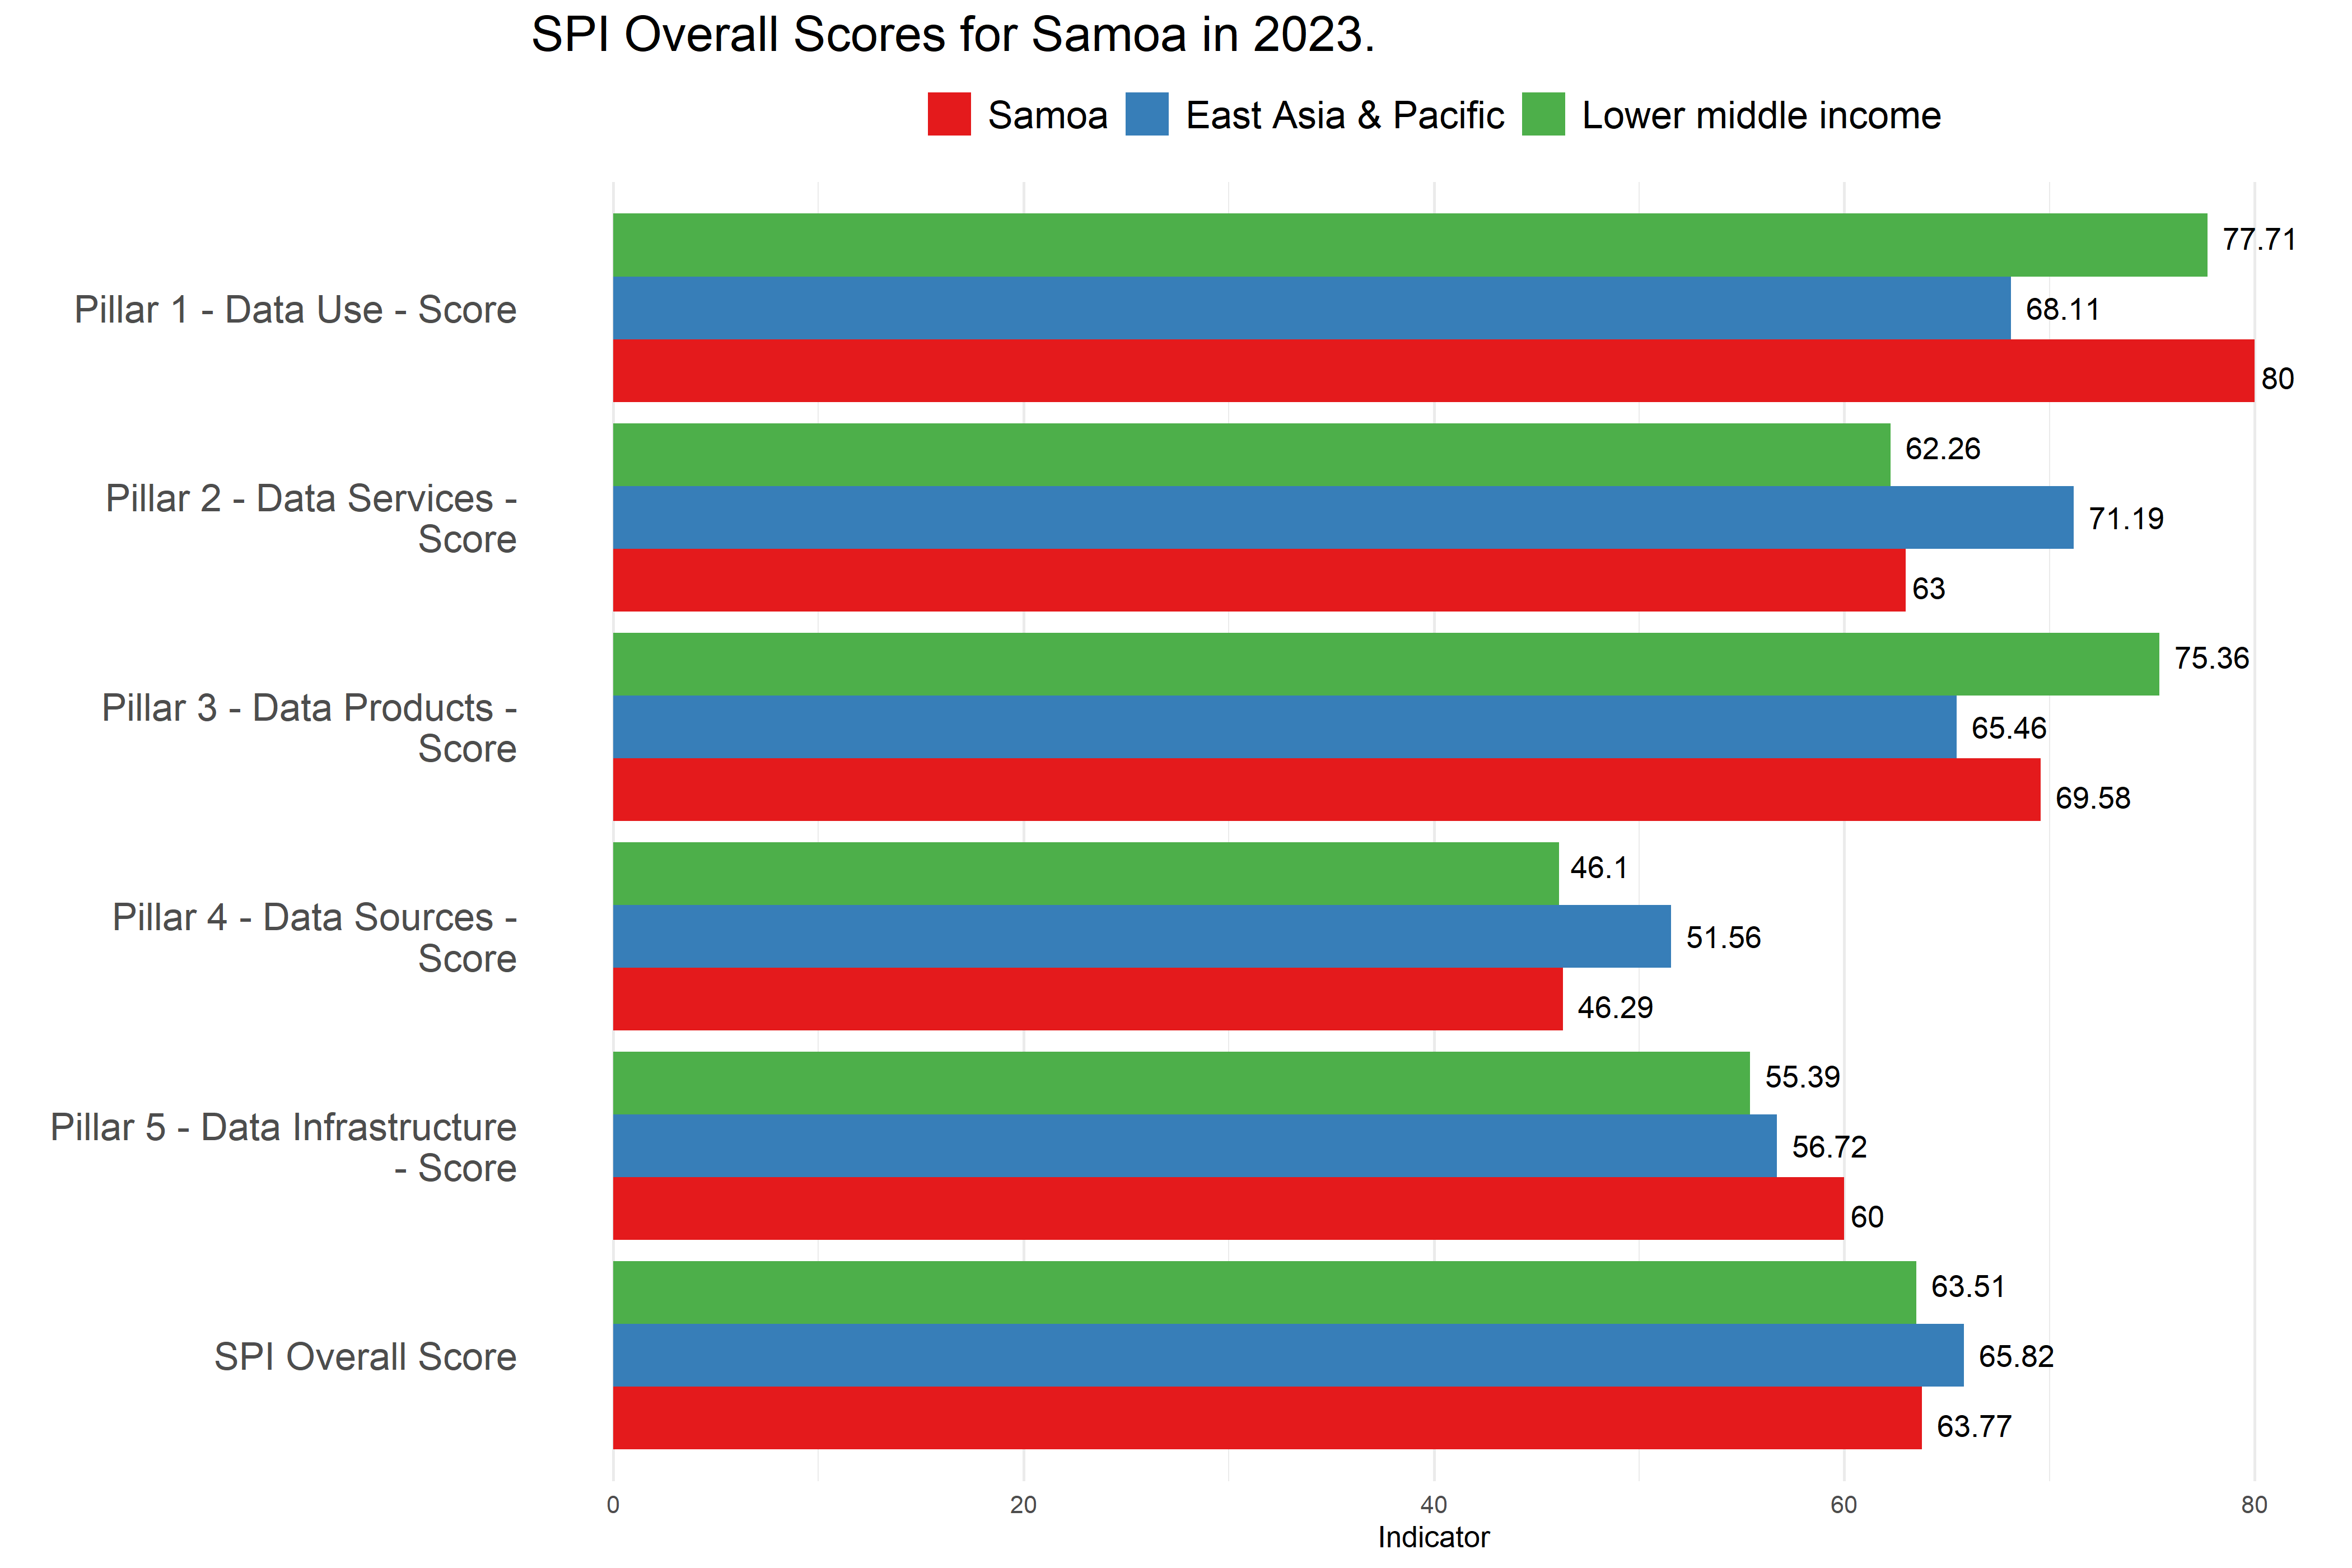 SPI Overall Scores for Samoa in 2023.
Samoa East Asia & Pacific Lower middle income
Pillar 1 - Data Use - Score
77.71
68.11
80
Pillar 2 - Data Services -
Score
62.26
71.19
63
Pillar 3 - Data Products -
Score
75.36
65.46
69.58
Pillar 4 - Data Sources -
Score
46.1
51.56
46.29
Pillar 5 - Data Infrastructure
- Score
55.39
56.72
60
SPI Overall Score
63.51
65.82
63.77
0 20 40 60 80
Indicator